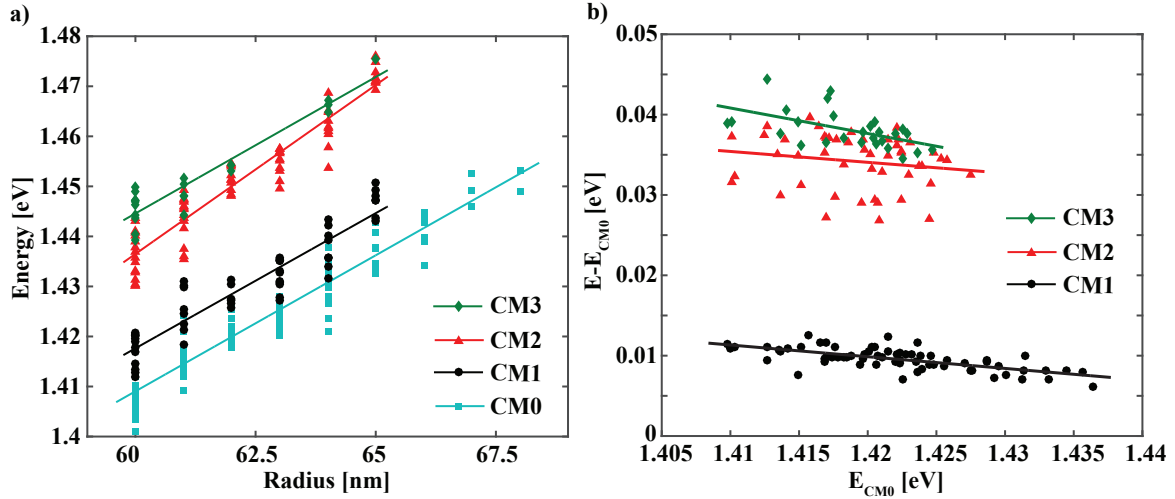 a)
1.48
1.47
1.46
1.45
1.44
1.43
1.42
1.41
1.4
Energy [eV]
60
62.5
65
67.5
Radius [nm]
CM3
CM2
CM1
CM0
b)
0.05
0.04
0.03
0.02
0.01
0
E-E_CM0 [eV]
1.405
1.41
1.415
1.42
1.425
1.43
1.435
1.44
E_CM0 [eV]
CM3
CM2
CM1